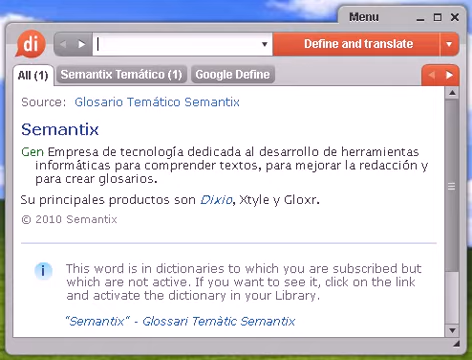 Menu
di
Define and translate
All (1)
Semantix Temático (1)
Google Define
Source: Glosario Temático Semantix
Semantix
Gen Empresa de tecnología dedicada al desarrollo de herramientas
informáticas para comprender textos, para mejorar la redacción y
para crear glosarios.
Su principales producto son Dixio, Xtyle y Gloxr.
© 2010 Semantix
i
This word is in dictionaries to which you are subscribed but
which are not active. If you want to see it, click on the link
and activate the dictionary in your Library.
"Semantix" - Glossari Temàtic Semantix